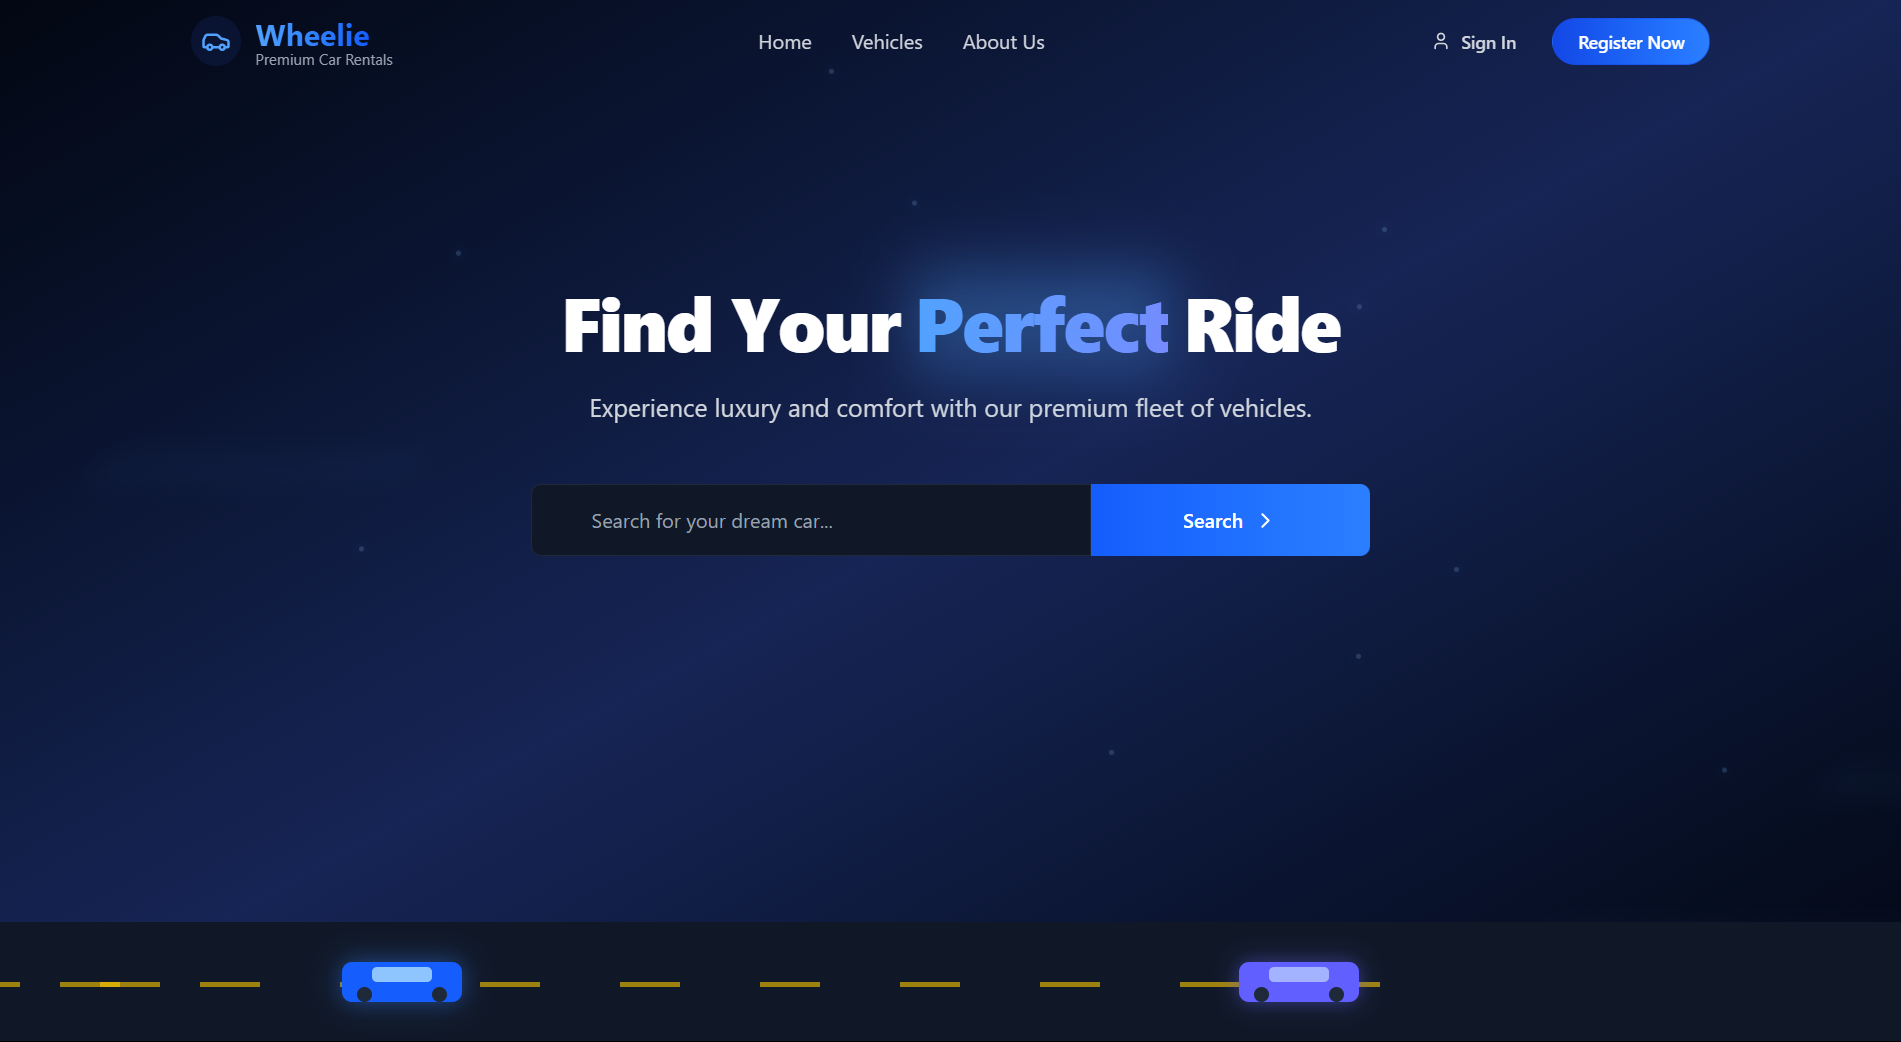 Wheelie
Premium Car Rentals
Home
Vehicles
About Us
Sign In
Register Now
Find Your Perfect Ride
Experience luxury and comfort with our premium fleet of vehicles.
Search for your dream car...
Search